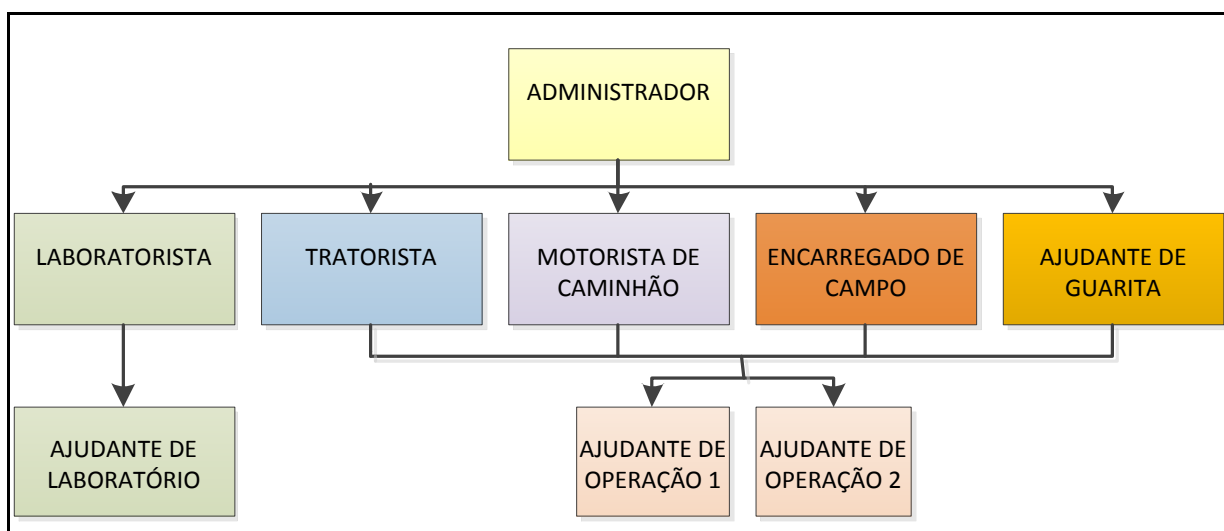 ADMINISTRADOR
LABORATORISTA
TRATORISTA
MOTORISTA DE
CAMINHÃO
ENCARREGADO DE
CAMPO
AJUDANTE DE
GUARITA
AJUDANTE DE
LABORATÓRIO
AJUDANTE DE
OPERAÇÃO 1
AJUDANTE DE
OPERAÇÃO 2